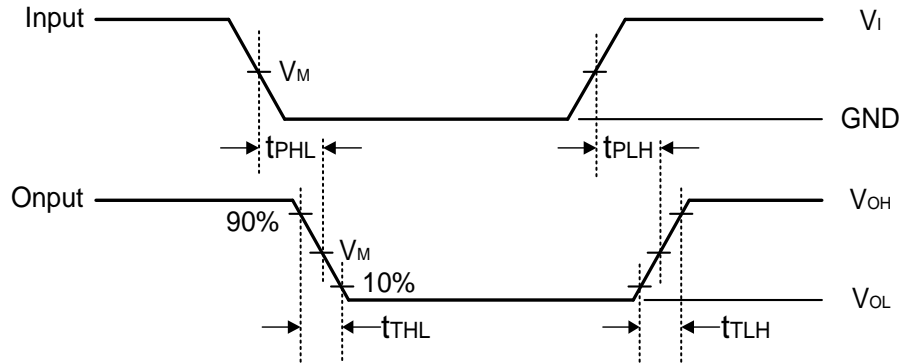 Input
VI
VM
GND
tPHL
tPLH
Onput
VOH
90%
VM
10%
VOL
tTHL
tTLH